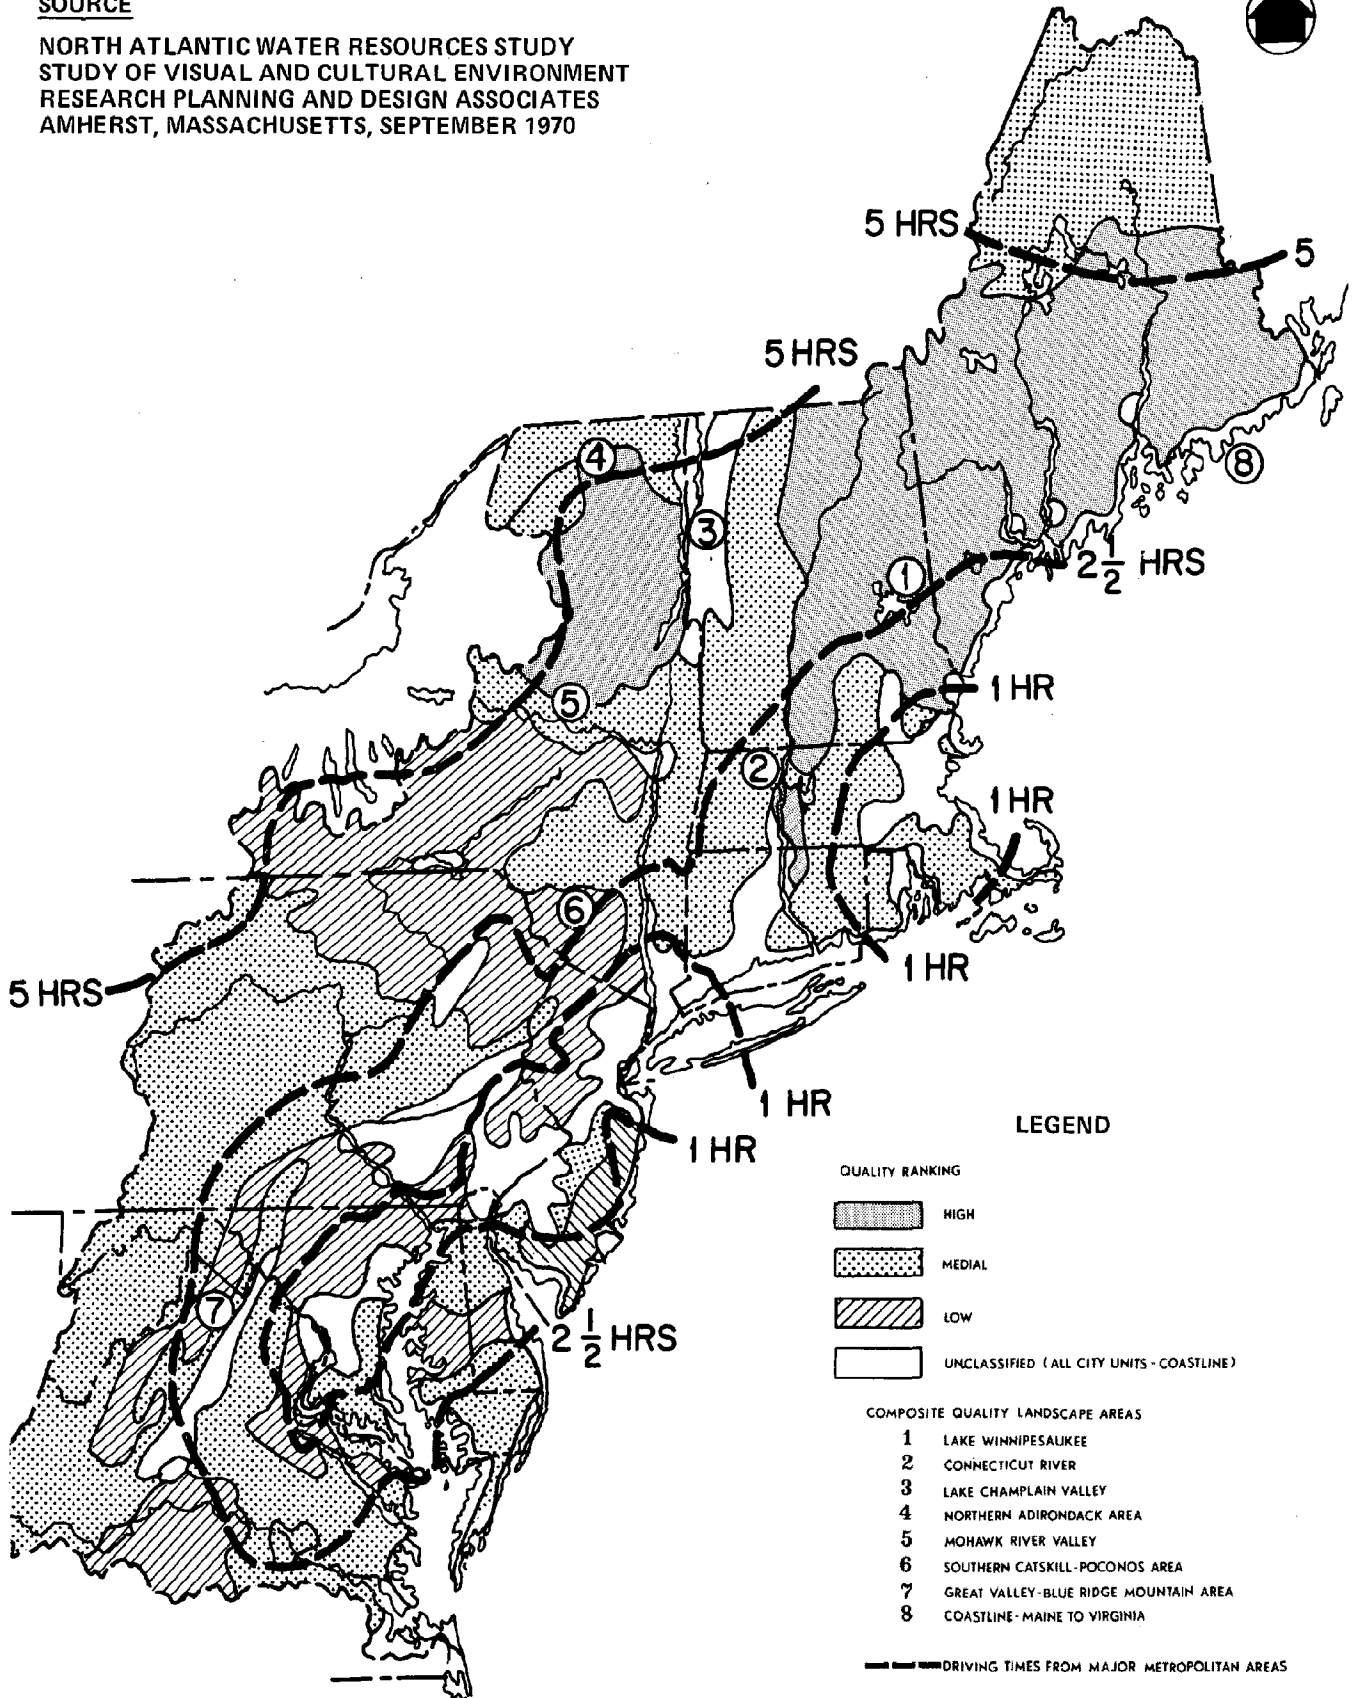 SOURCE
NORTH ATLANTIC WATER RESOURCES STUDY
STUDY OF VISUAL AND CULTURAL ENVIRONMENT
RESEARCH PLANNING AND DESIGN ASSOCIATES
AMHERST, MASSACHUSETTS, SEPTEMBER 1970
5 HRS
5
5 HRS
4
8
3
2 1/2 HRS
1
1 HR
5
2
1 HR
6
1 HR
5 HRS
1 HR
1 HR
7
2 1/2 HRS
LEGEND
QUALITY RANKING
HIGH
MEDIAL
LOW
UNCLASSIFIED (ALL CITY UNITS - COASTLINE)
COMPOSITE QUALITY LANDSCAPE AREAS
1 LAKE WINNIPESAUKEE
2 CONNECTICUT RIVER
3 LAKE CHAMPLAIN VALLEY
4 NORTHERN ADIRONDACK AREA
5 MOHAWK RIVER VALLEY
6 SOUTHERN CATSKILL-POCONOS AREA
7 GREAT VALLEY-BLUE RIDGE MOUNTAIN AREA
8 COASTLINE-MAINE TO VIRGINIA
DRIVING TIMES FROM MAJOR METROPOLITAN AREAS